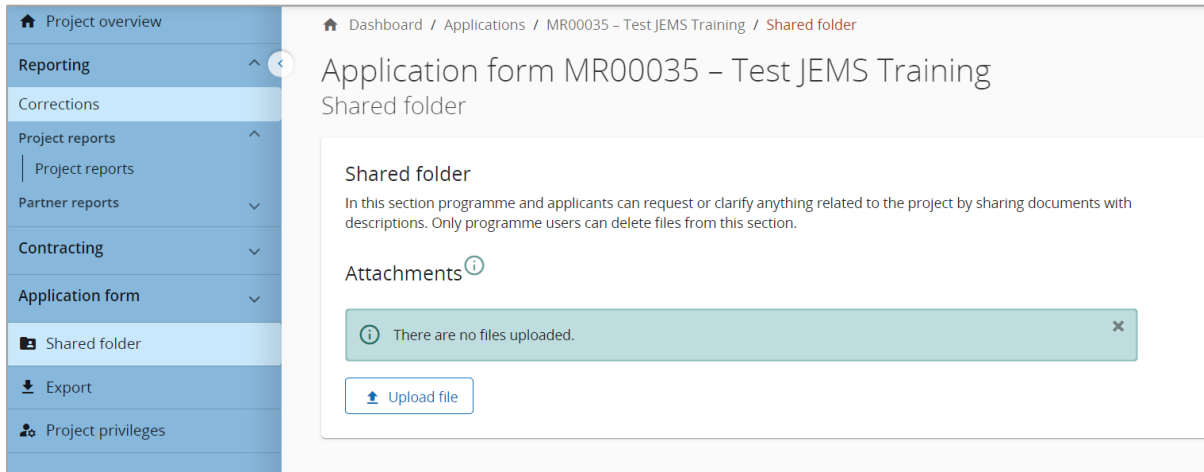 Project overview
Reporting
Corrections
Project reports
Project reports
Partner reports
Contracting
Application form
Shared folder
Export
Project privileges
Dashboard / Applications / MR00035 – Test JEMS Training / Shared folder
Application form MR00035 – Test JEMS Training
Shared folder
Shared folder
In this section programme and applicants can request or clarify anything related to the project by sharing documents with
descriptions. Only programme users can delete files from this section.
Attachments
There are no files uploaded.
Upload file